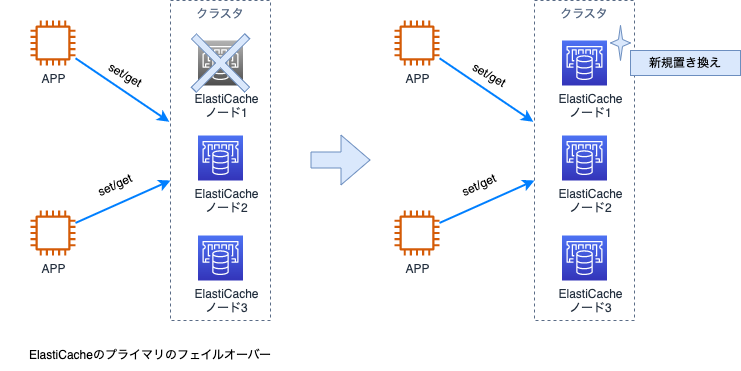 クラスタ
APP
set/get
ElastiCache
ノード1
set/get
ElastiCache
ノード2
APP
ElastiCache
ノード3
クラスタ
新規置き換え
APP
set/get
ElastiCache
ノード1
set/get
ElastiCache
ノード2
APP
ElastiCache
ノード3
ElastiCacheのプライマリのフェイルオーバー